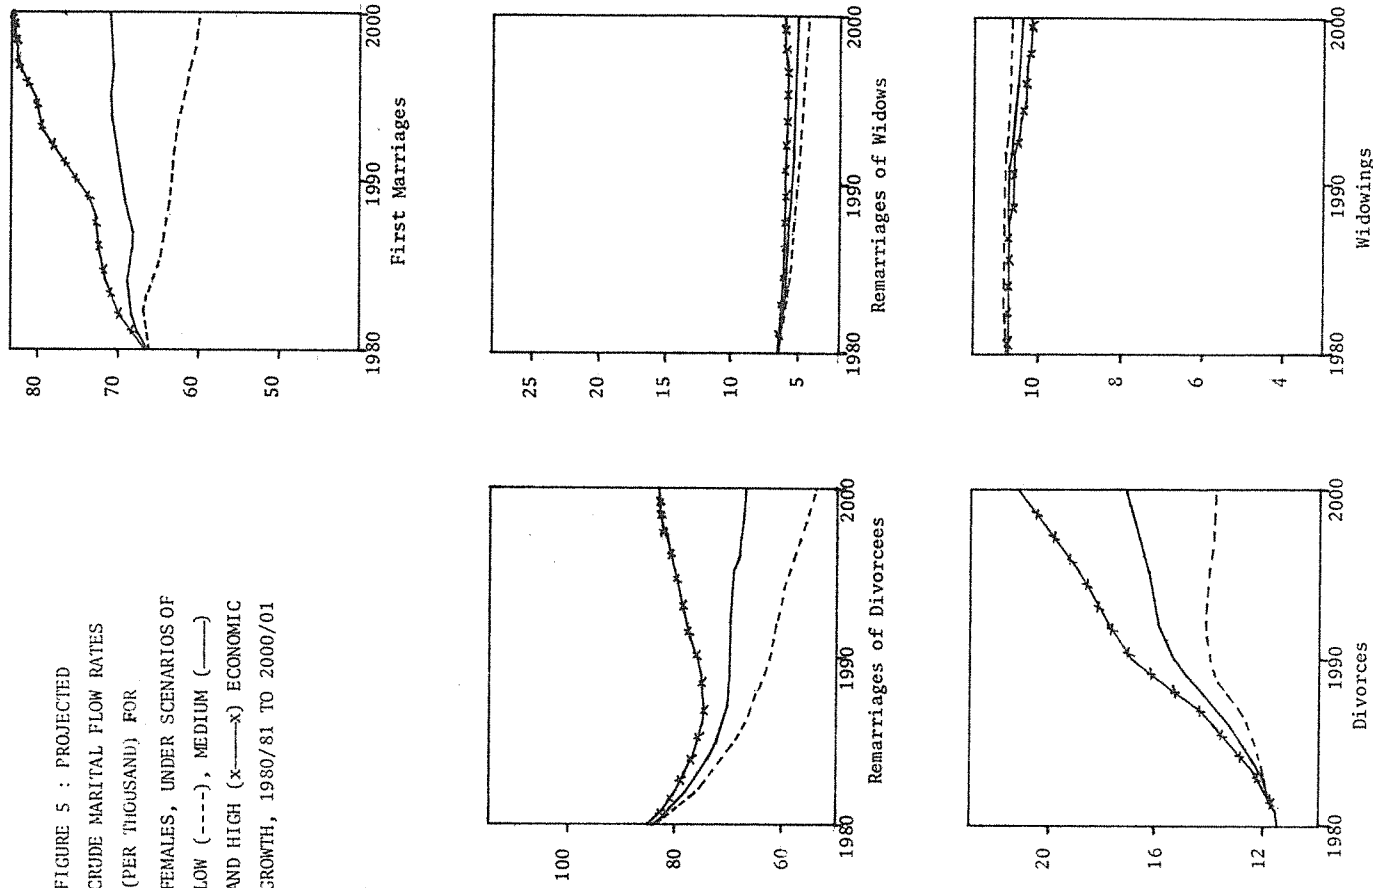 FIGURE 5 : PROJECTED
CRUDE MARITAL FLOW RATES
(PER THOUSAND) FOR
FEMALES, UNDER SCENARIOS OF
LOW (----), MEDIUM (——)
AND HIGH (x——x) ECONOMIC
GROWTH, 1980/81 TO 2000/01
80
70
60
50
1980
1990
2000
First Marriages
100
80
60
1980
1990
2000
Remarriages of Divorcees
25
20
15
10
5
1980
1990
2000
Remarriages of Widows
20
16
12
1980
1990
2000
Divorces
10
8
6
4
1980
1990
2000
Widowings